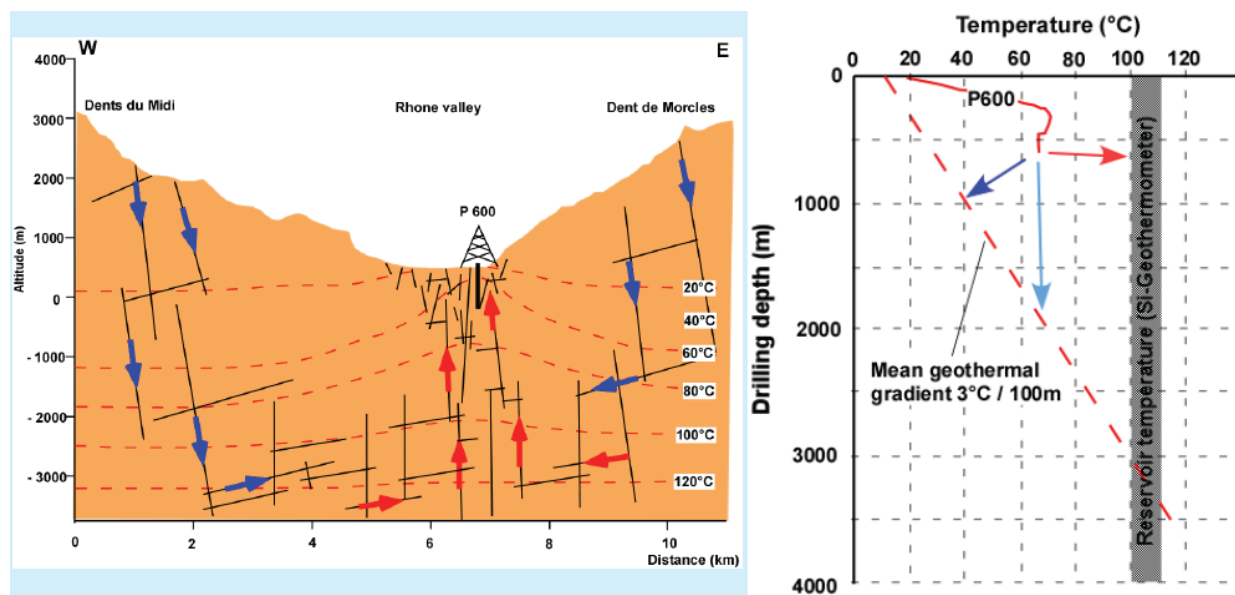 W
E
4000
3000
2000
1000
0
- 1000
- 2000
- 3000
Altitude (m)
Dents du Midi
Rhone valley
Dent de Morcles
P 600
20°C
40°C
60°C
80°C
100°C
120°C
0 2 4 6 8 10
Distance (km)
Temperature (°C)
0 20 40 60 80 100 120
0
1000
2000
3000
4000
Drilling depth (m)
P600
Mean geothermal
gradient 3°C / 100m
Reservoir temperature (Si-Geothermometer)